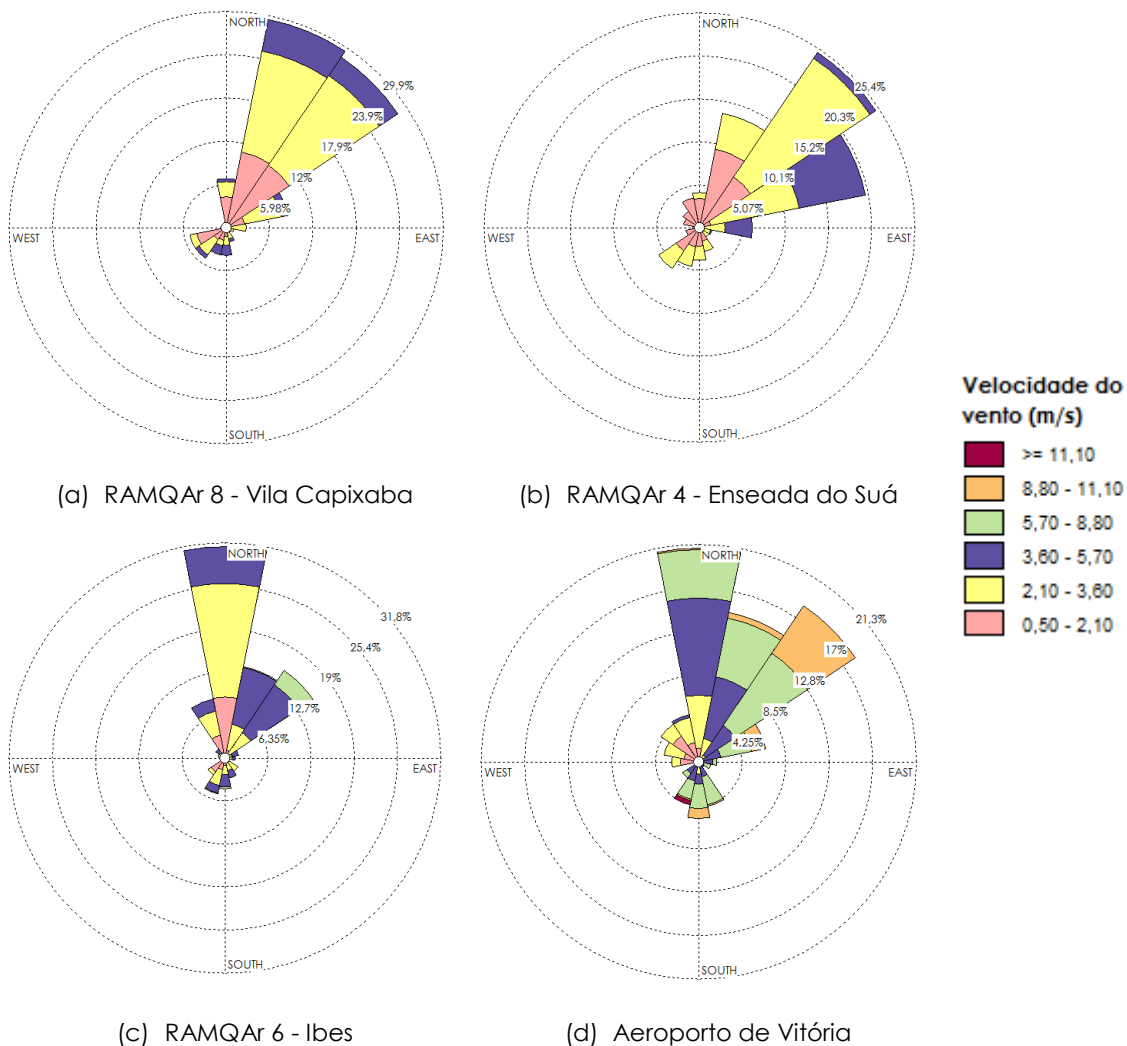 NORTH
29,9%
23,9%
17,9%
12%
5,98%
WEST
EAST
SOUTH
(a) RAMQAr 8 - Vila Capixaba
NORTH
25,4%
20,3%
15,2%
10,1%
5,07%
WEST
EAST
SOUTH
(b) RAMQAr 4 - Enseada do Suá
Velocidade do
vento (m/s)
>= 11,10
8,80 - 11,10
5,70 - 8,80
3,60 - 5,70
2,10 - 3,60
0,50 - 2,10
NORTH
31,8%
25,4%
19%
12,7%
6,35%
WEST
EAST
SOUTH
(c) RAMQAr 6 - Ibes
NORTH
21,3%
17%
12,8%
8,5%
4,25%
WEST
EAST
SOUTH
(d) Aeroporto de Vitória